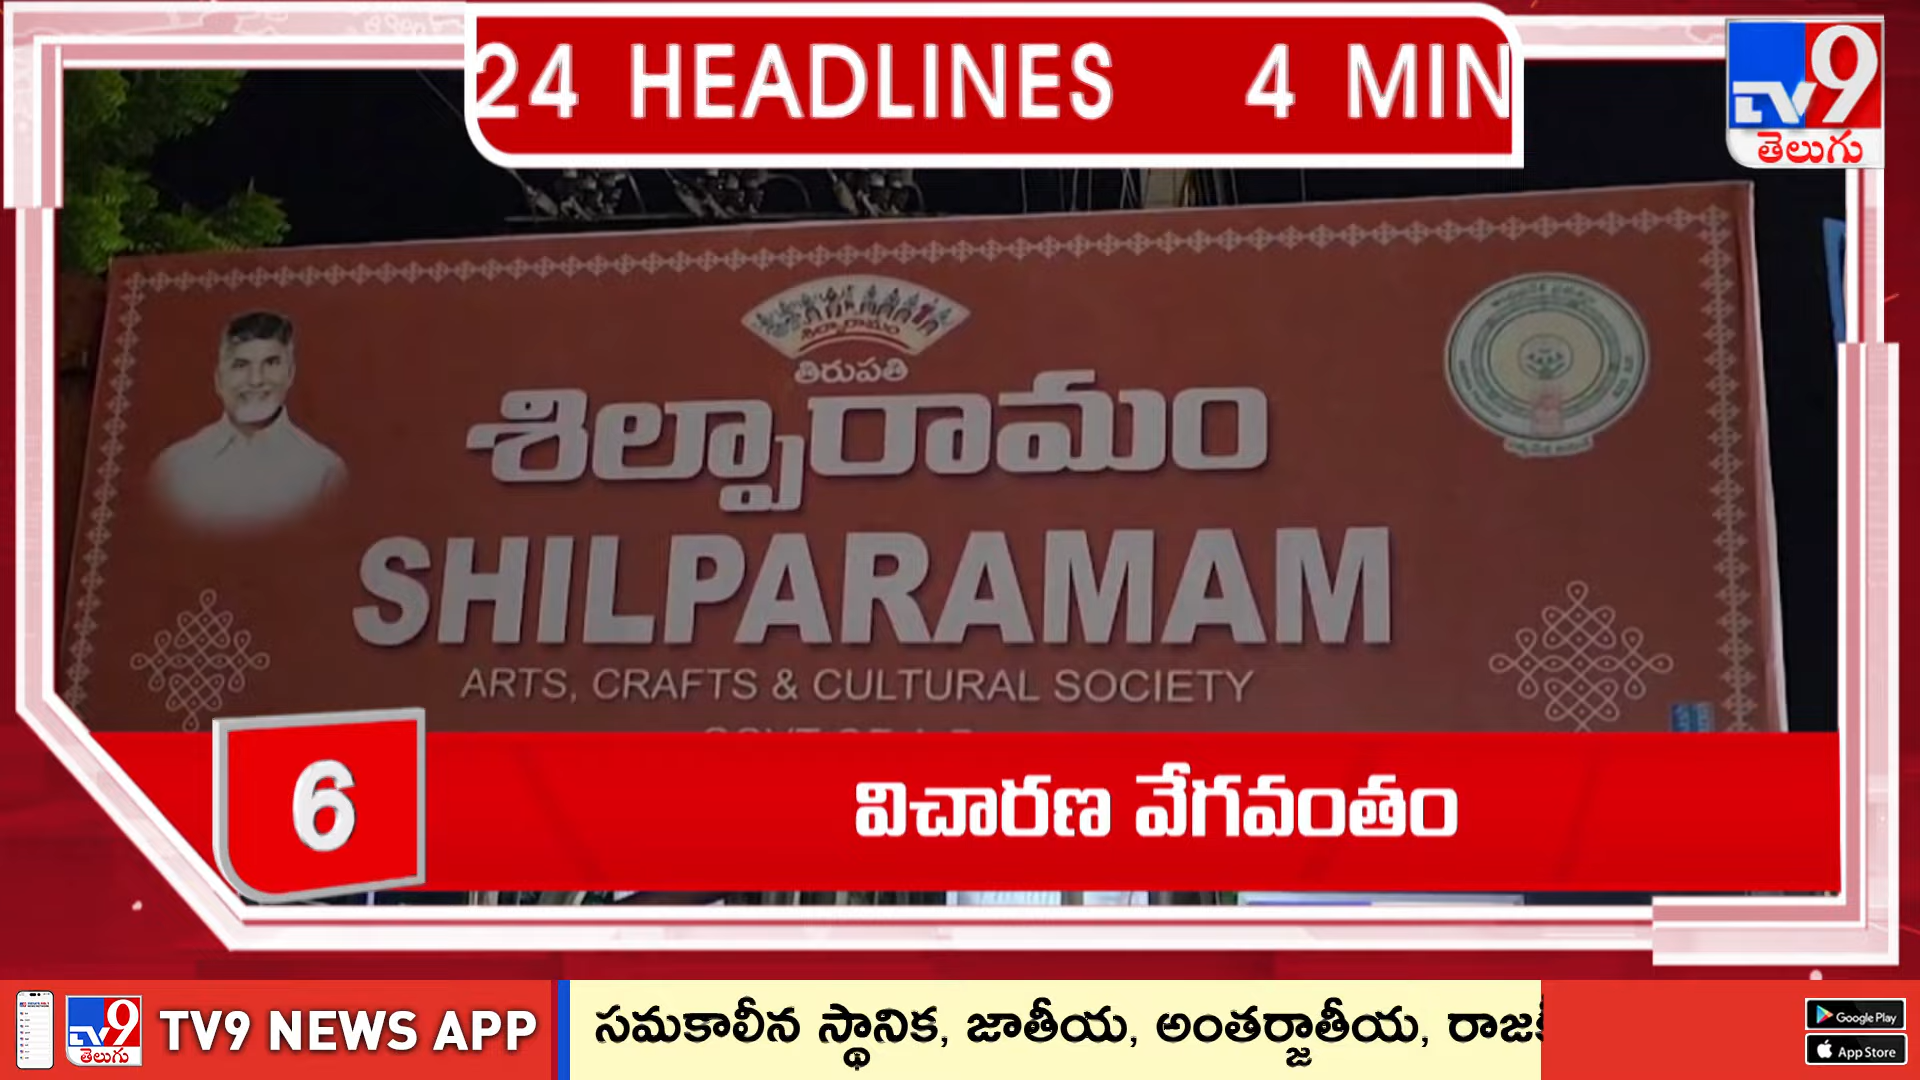 24 HEADLINES 4 MIN
TV9
తెలుగు
శిల్పారామం
తిరుపతి
శిల్పారామం
SHILPARAMAM
ARTS, CRAFTS & CULTURAL SOCIETY
6
విచారణ వేగవంతం
TV9
తెలుగు
TV9 NEWS APP
సమకాలీన స్థానిక, జాతీయ, అంతర్జాతీయ,
Google Play
App Store